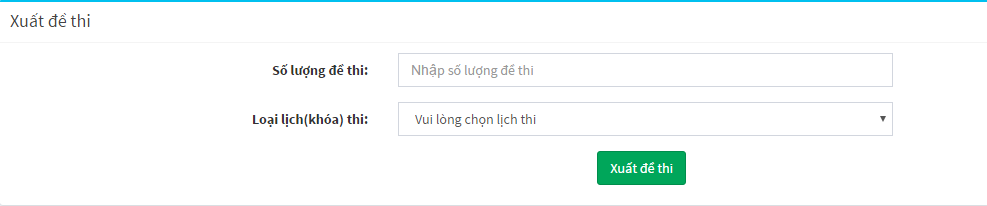 Xuất đề thi
Số lượng đề thi:
Nhập số lượng đề thi
Loại lịch(khóa) thi:
Vui lòng chọn lịch thi
Xuất đề thi